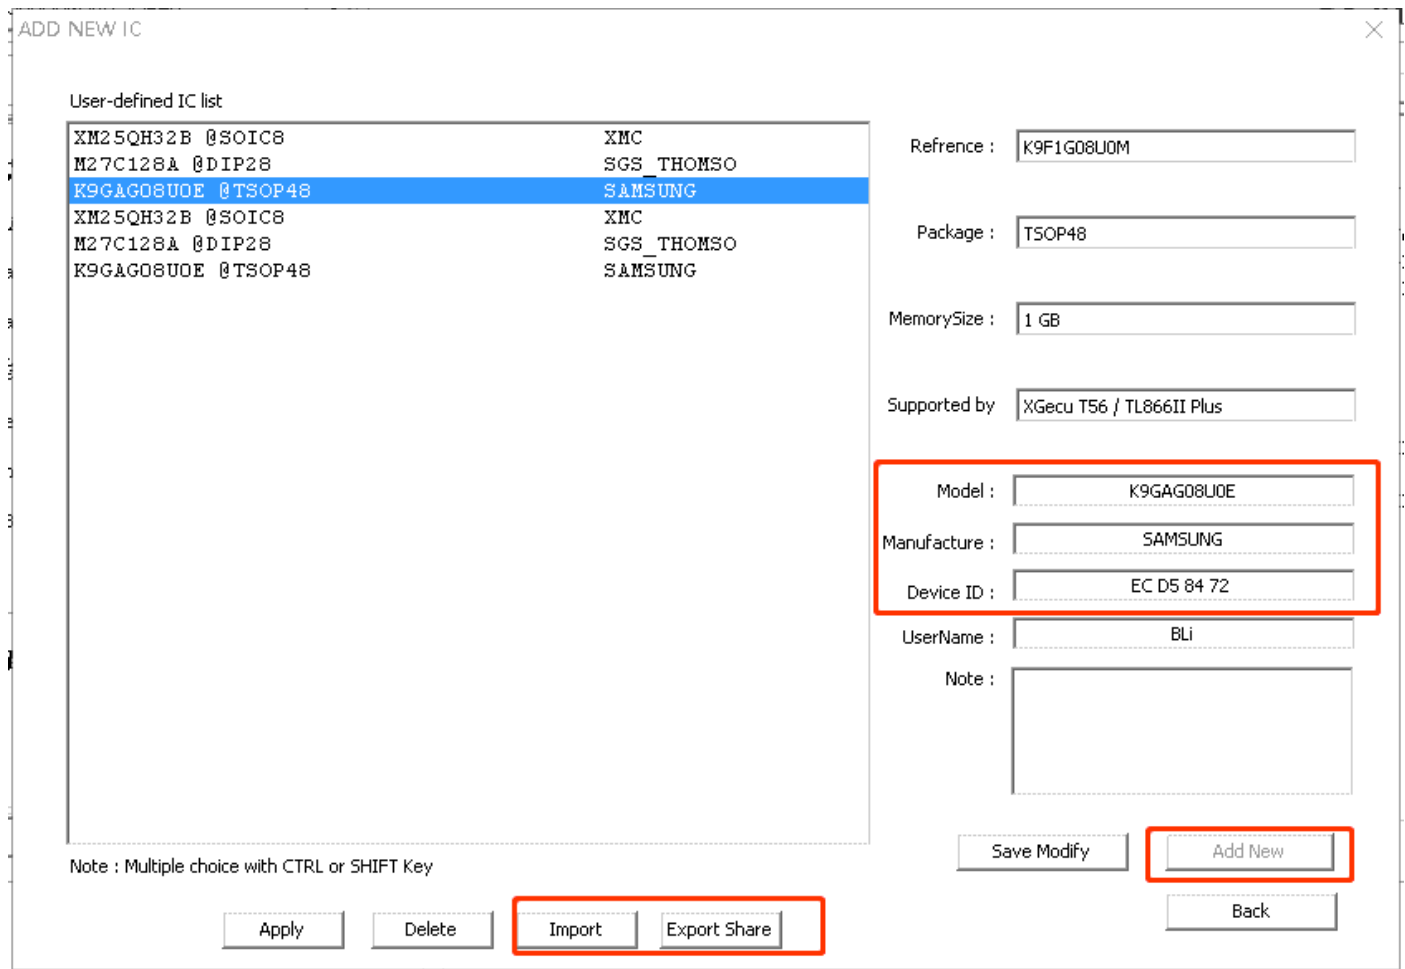 ADD NEW IC
User-defined IC list
XM25QH32B @SOIC8 XMC
M27C128A @DIP28 SGS_THOMSO
K9GAG08U0E @TSOP48 SAMSUNG
XM25QH32B @SOIC8 XMC
M27C128A @DIP28 SGS_THOMSO
K9GAG08U0E @TSOP48 SAMSUNG
Note : Multiple choice with CTRL or SHIFT Key
Apply Delete Import Export Share
Refrence : K9F1G08U0M
Package : TSOP48
MemorySize : 1 GB
Supported by XGecu T56 / TL866II Plus
Model : K9GAG08U0E
Manufacture : SAMSUNG
Device ID : EC D5 84 72
UserName : BLi
Note :
Save Modify Add New
Back